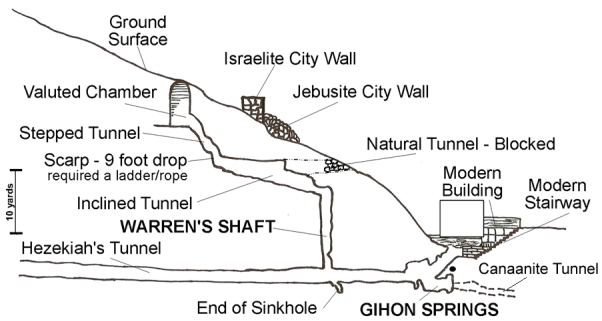 Ground
Surface
Israelite City Wall
Valuted Chamber
Jebusite City Wall
Stepped Tunnel
Natural Tunnel - Blocked
Scarp - 9 foot drop
required a ladder/rope
Modern
Building
Modern
Stairway
10 yards
Inclined Tunnel
WARREN'S SHAFT
Hezekiah's Tunnel
Canaanite Tunnel
End of Sinkhole
GIHON SPRINGS